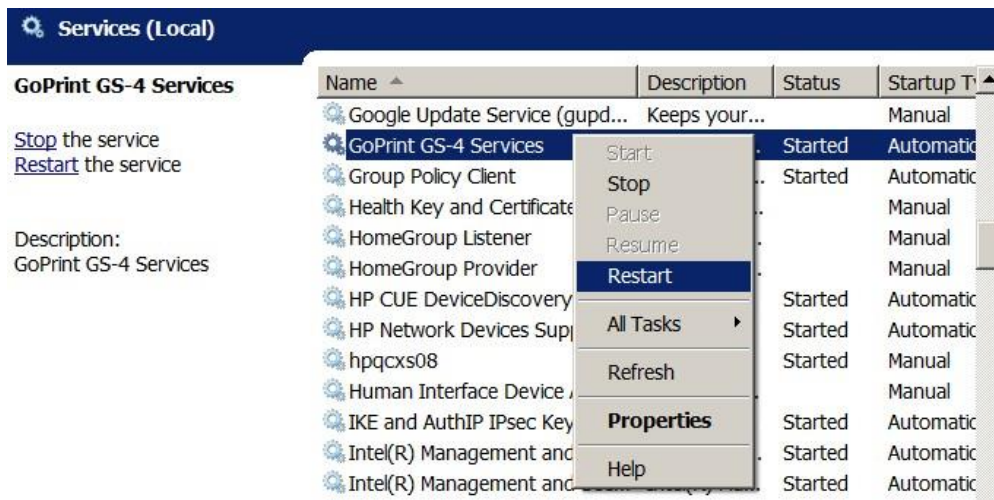 Services (Local)
GoPrint GS-4 Services
Stop the service
Restart the service
Description:
GoPrint GS-4 Services
Name Description Status Startup T
Google Update Service (gupd... Keeps your... Manual
GoPrint GS-4 Services Started Automatic
Group Policy Client Started Automatic
Health Key and Certificate Manual
HomeGroup Listener Manual
HomeGroup Provider Manual
HP CUE DeviceDiscovery Started Automatic
HP Network Devices Sup Started Automatic
hpqcxs08 Started Manual
Human Interface Device Manual
IKE and AuthIP IPsec Key Started Automatic
Intel(R) Management and Started Automatic
Intel(R) Management and Started Automatic
Start
Stop
Pause
Resume
Restart
All Tasks
Refresh
Properties
Help